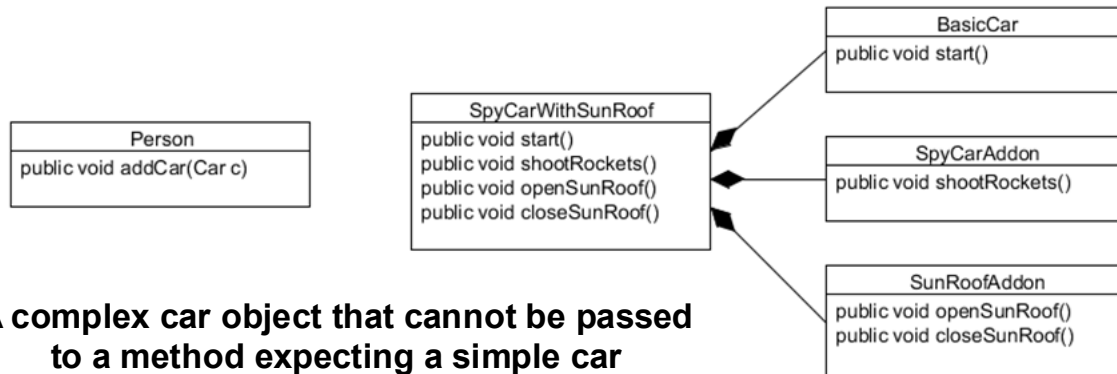 BasicCar
public void start()
SpyCarWithSunRoof
public void start()
public void shootRockets()
public void openSunRoof()
public void closeSunRoof()
Person
public void addCar(Car c)
SpyCarAddon
public void shootRockets()
SunRoofAddon
public void openSunRoof()
public void closeSunRoof()
A complex car object that cannot be passed
to a method expecting a simple car